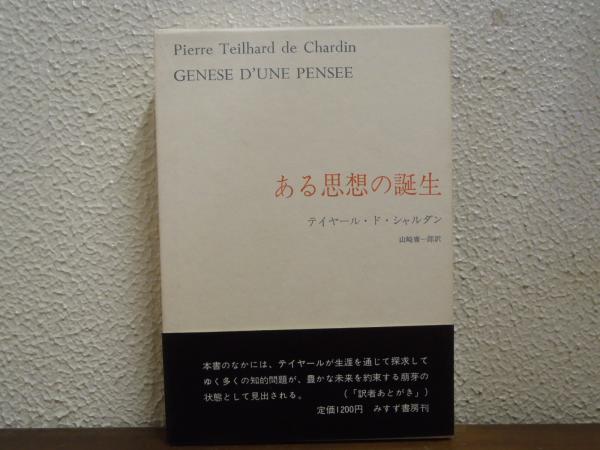 Pierre Teilhard de Chardin
GENESE D'UNE PENSEE
ある思想の誕生
テイヤール・ド・シャルダン
山崎庸一郎訳
本書のなかには、テイヤールが生涯を通じて探求して
ゆく多くの知的問題が、豊かな未来を約束する萠芽の
状態として見出される。　（「訳者あとがき」）
定価1200円　みすず書房刊